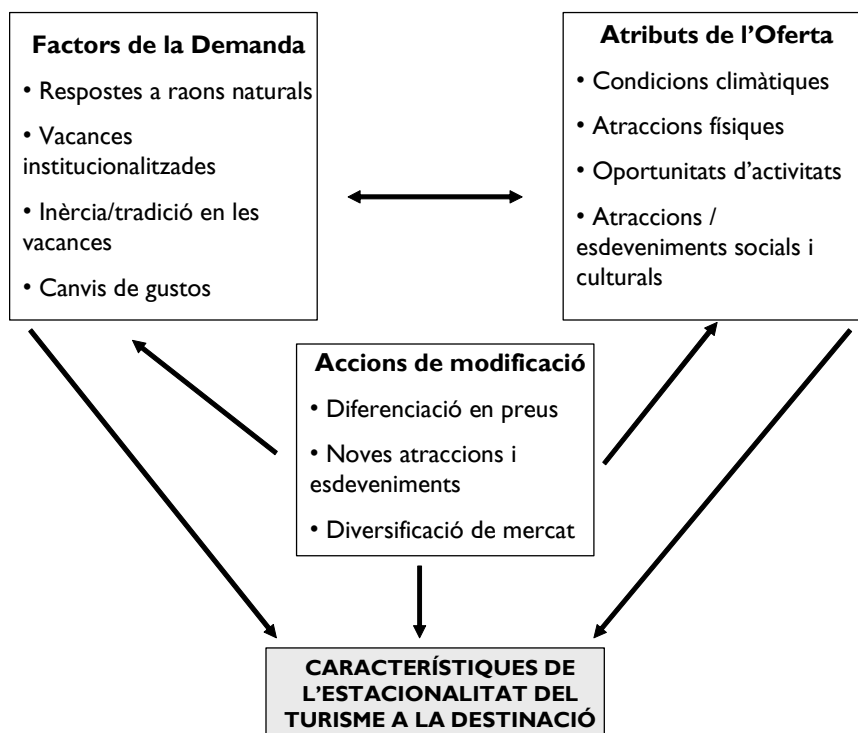 Factors de la Demanda
• Respostes a raons naturals
• Vacances
institucionalitzades
• Inèrcia/tradició en les
vacances
• Canvis de gustos
Atributs de l’Oferta
• Condicions climàtiques
• Atraccions físiques
• Oportunitats d’activitats
• Atraccions /
esdeveniments socials i
culturals
Accions de modificació
• Diferenciació en preus
• Noves atraccions i
esdeveniments
• Diversificació de mercat
CARACTERÍSTIQUES DE
L’ESTACIONALITAT DEL
TURISME A LA DESTINACIÓ